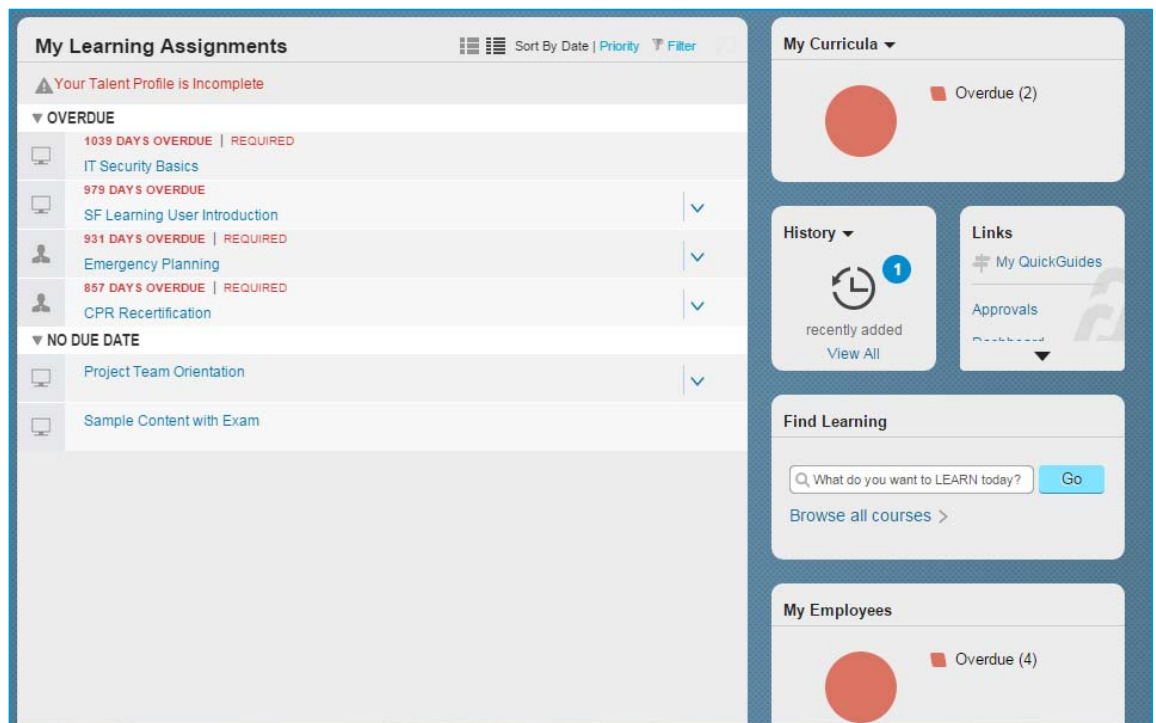 My Learning Assignments
Sort By Date | Priority Filter
Your Talent Profile is Incomplete
OVERDUE
1039 DAYS OVERDUE | REQUIRED
IT Security Basics
979 DAYS OVERDUE
SF Learning User Introduction
931 DAYS OVERDUE | REQUIRED
Emergency Planning
857 DAYS OVERDUE | REQUIRED
CPR Recertification
NO DUE DATE
Project Team Orientation
Sample Content with Exam
My Curricula
Overdue (2)
History
1
recently added
View All
Links
My QuickGuides
Approvals
Find Learning
What do you want to LEARN today?
Go
Browse all courses >
My Employees
Overdue (4)